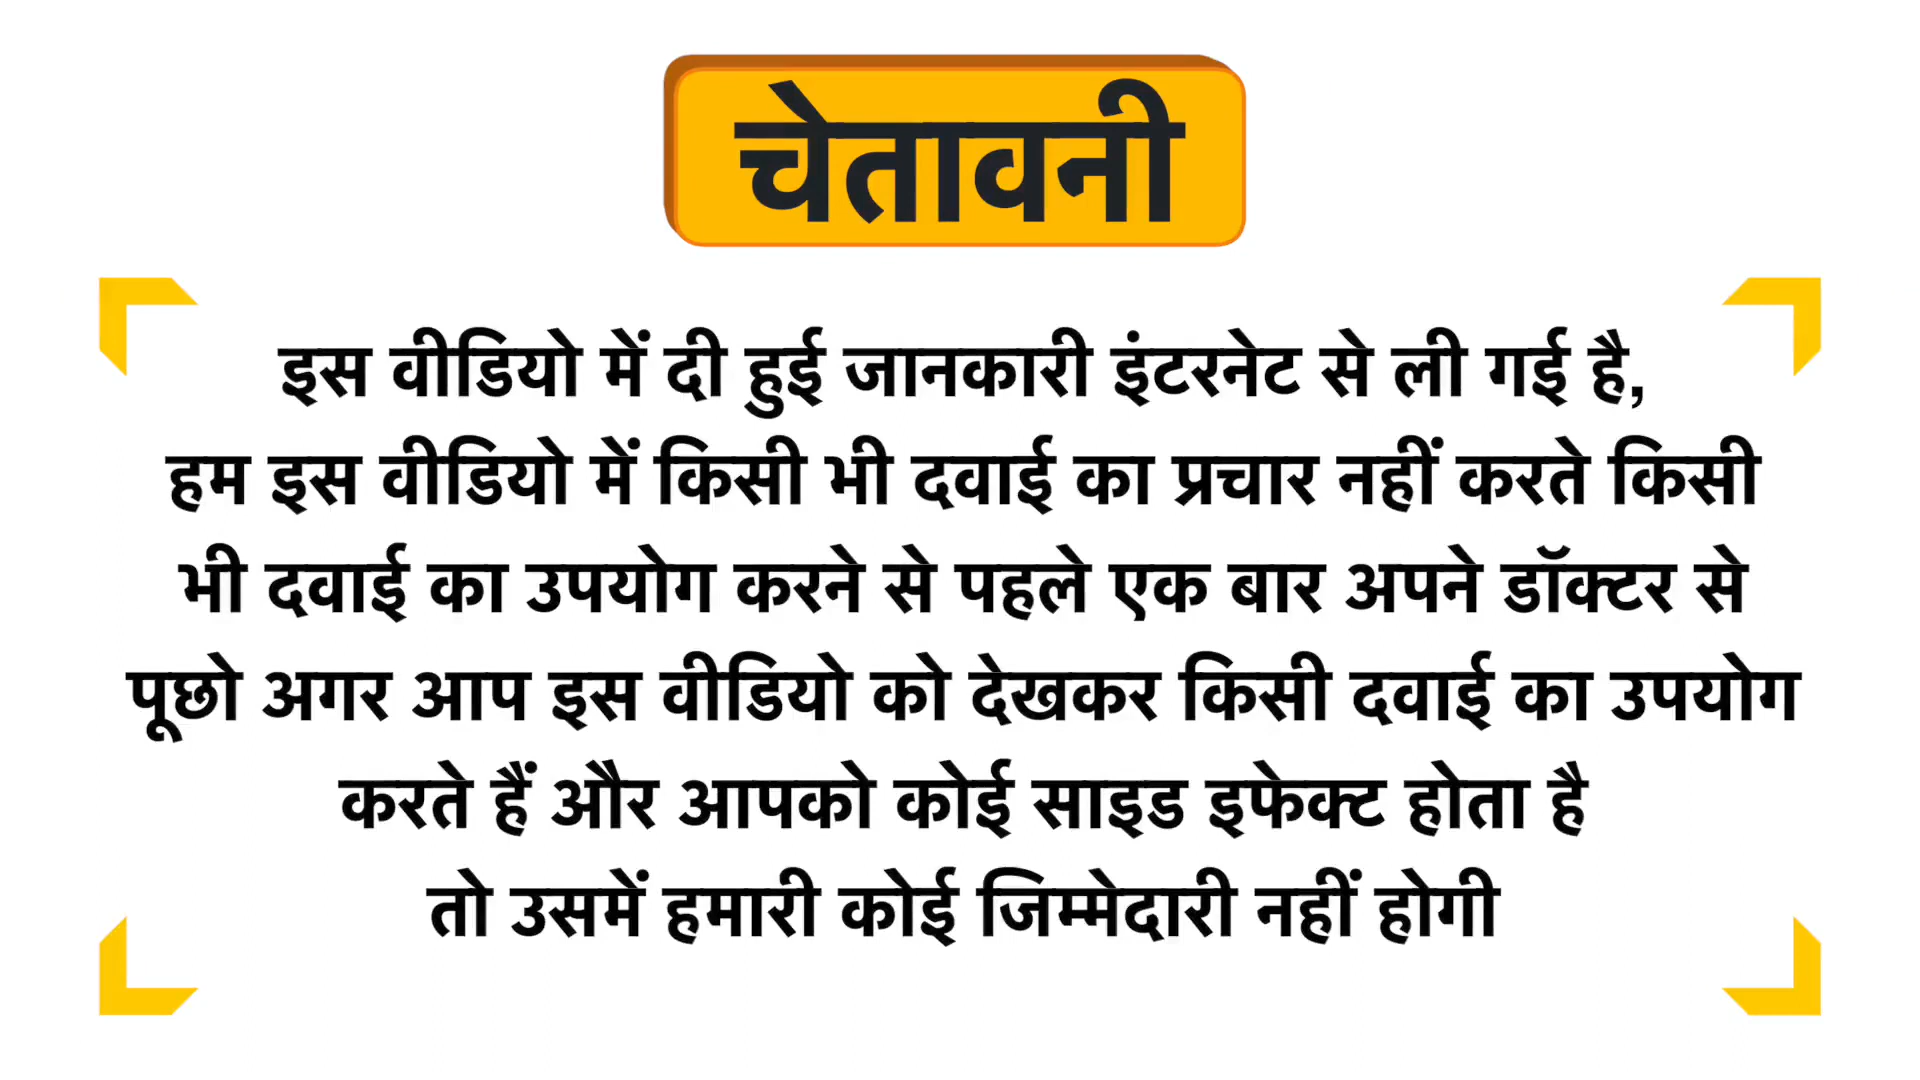 चेतावनी
इस वीडियो में दी हुई जानकारी इंटरनेट से ली गई है,
हम इस वीडियो में किसी भी दवाई का प्रचार नहीं करते किसी
भी दवाई का उपयोग करने से पहले एक बार अपने डॉक्टर से
पूछो अगर आप इस वीडियो को देखकर किसी दवाई का उपयोग
करते हैं और आपको कोई साइड इफेक्ट होता है
तो उसमें हमारी कोई जिम्मेदारी नहीं होगी